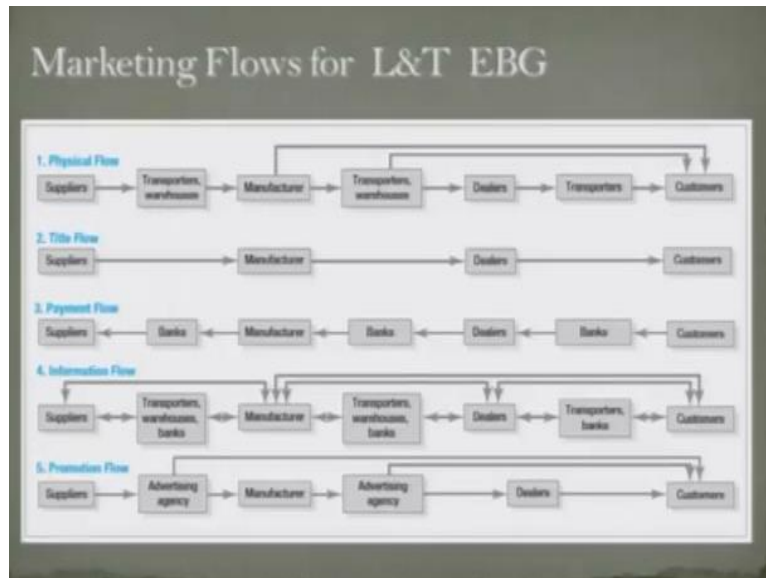 Marketing Flows for L&T EBG
1. Physical Flow
Suppliers
Transporters,
warehouses
Manufacturer
Transporters,
warehouses
Dealers
Transporters
Customers
2. Title Flow
Suppliers
Manufacturer
Dealers
Customers
3. Payment Flow
Suppliers
Banks
Manufacturer
Banks
Dealers
Banks
Customers
4. Information Flow
Suppliers
Transporters,
warehouses,
banks
Manufacturer
Transporters,
warehouses,
banks
Dealers
Transporters,
banks
Customers
5. Promotion Flow
Suppliers
Advertising
agency
Manufacturer
Advertising
agency
Dealers
Customers